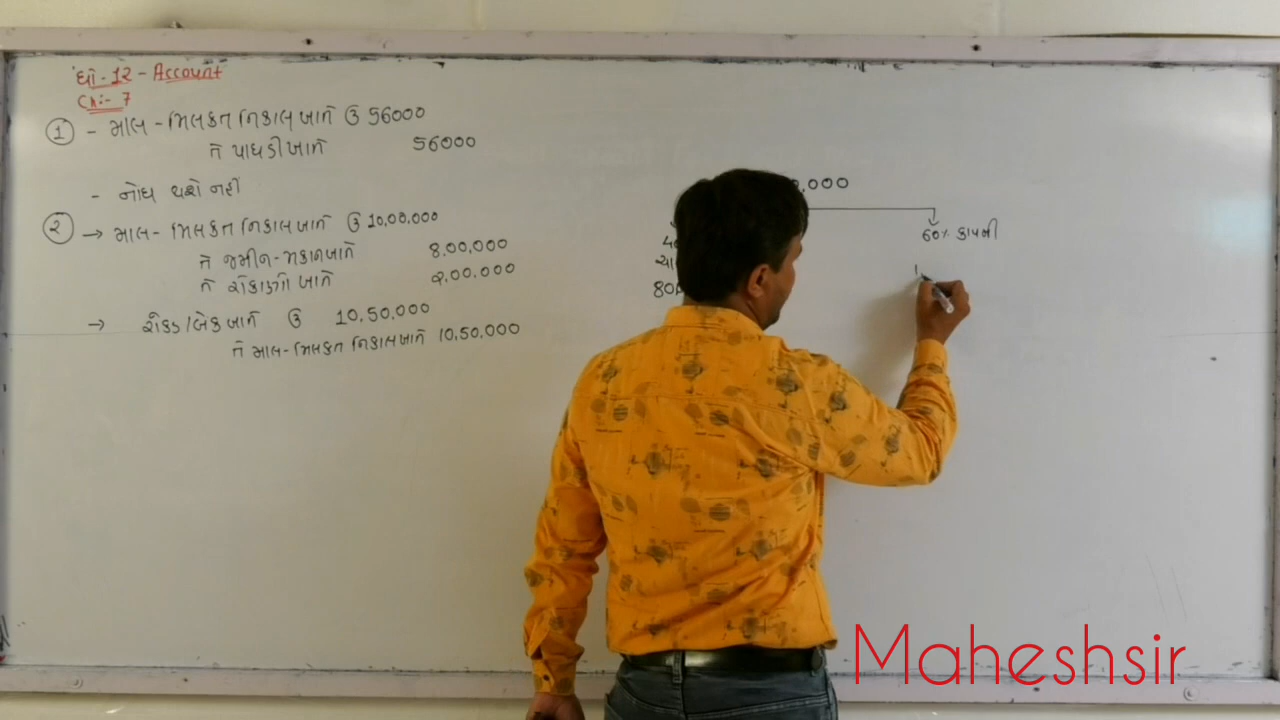 ધો-12 - Account
Ch:- 7
① - માલ-મિલકત નિકાલ ખાતે ઉ 56000
તે પાઘડી ખાતે 56000
- નોંધ થશે નહીં
② → માલ-મિલકત નિકાલ ખાતે ઉ 10,00,000
તે જમીન-મકાન ખાતે 8,00,000
તે રોકાણો ખાતે 2,00,000
→ રોકડ/બેંક ખાતે ઉ 10,50,000
તે માલ-મિલકત નિકાલ ખાતે 10,50,000
,000
60% કાયમી
Maheshsir